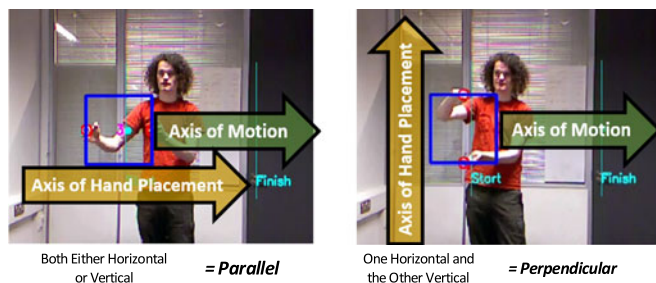 Axis of Motion
Axis of Hand Placement
Finish
Both Either Horizontal
or Vertical
= Parallel
Axis of Hand Placement
Axis of Motion
Start
Finish
One Horizontal and
the Other Vertical
= Perpendicular